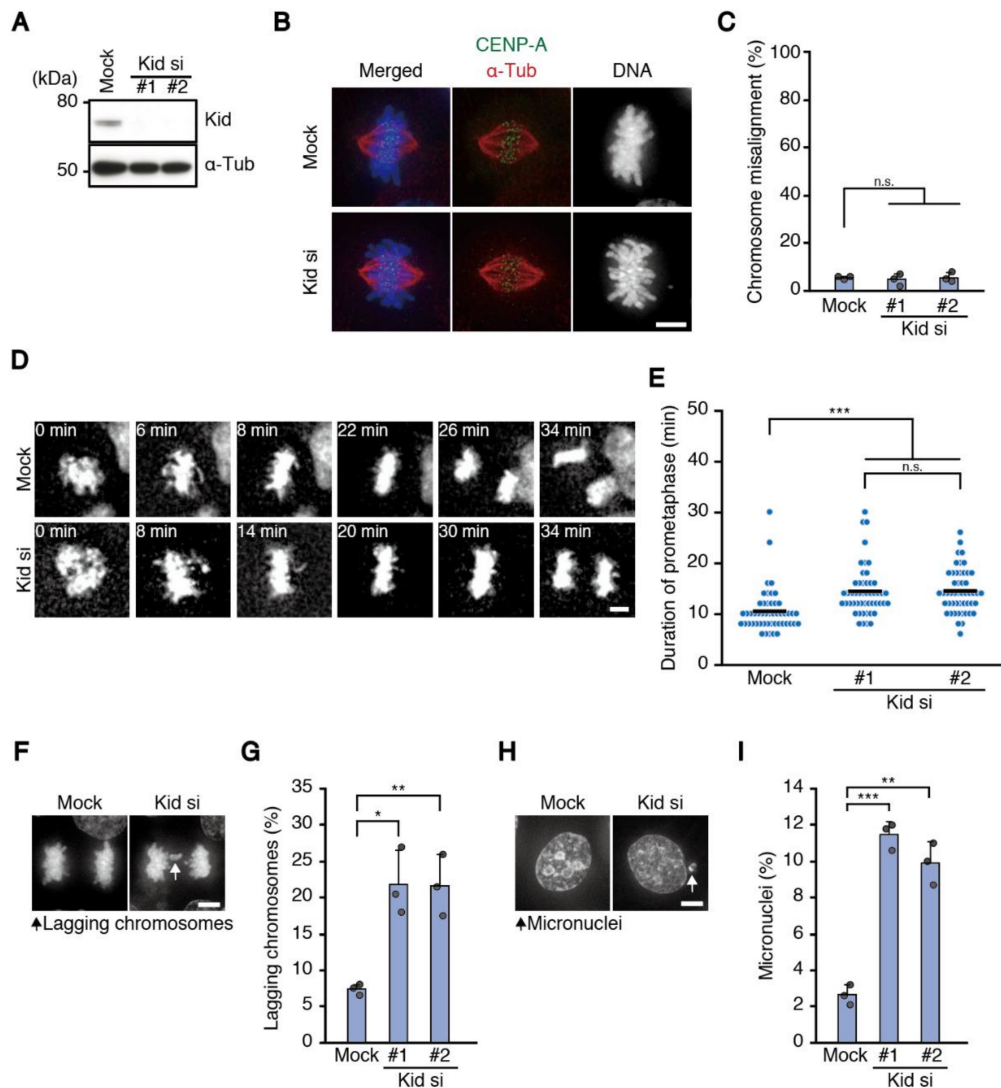 A
Mock
Kid si
#1 #2
(kDa)
80
50
Kid
α-Tub
B
CENP-A
Merged α-Tub DNA
Mock
Kid si
C
Chromosome misalignment (%)
100
80
60
40
20
0
n.s.
Mock #1 #2
Kid si
D
Mock
0 min 6 min 8 min 22 min 26 min 34 min
Kid si
0 min 8 min 14 min 20 min 30 min 34 min
E
Duration of prometaphase (min)
50
40
30
20
10
0
***
n.s.
Mock #1 #2
Kid si
F
Mock Kid si
Lagging chromosomes
G
Lagging chromosomes (%)
35
30
25
20
15
10
5
0
**
*
Mock #1 #2
Kid si
H
Mock Kid si
Micronuclei
I
Micronuclei (%)
14
12
10
8
6
4
2
0
**
***
Mock #1 #2
Kid si